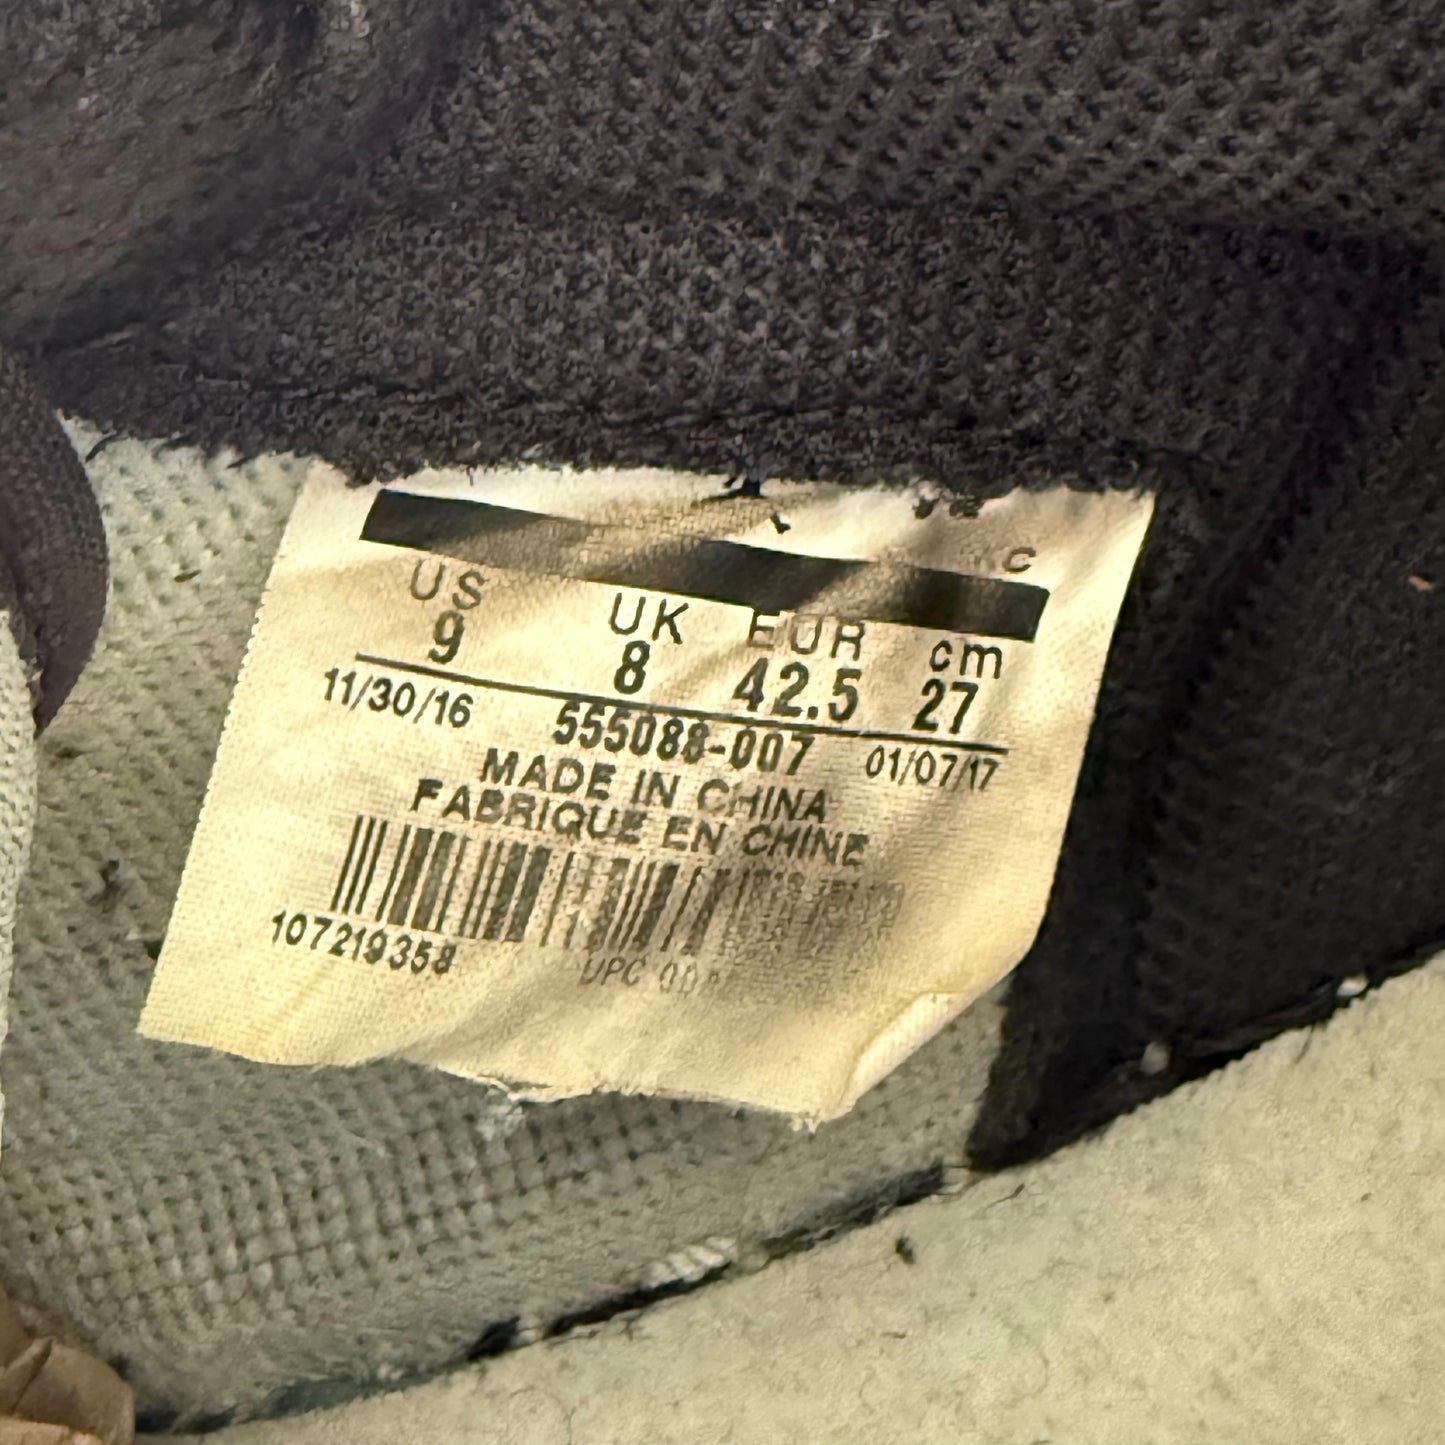 US UK EUR cm
9 8 42.5 27
11/30/16 555088-007 01/07/17
MADE IN CHINA
FABRIQUE EN CHINE
107219358 UPC